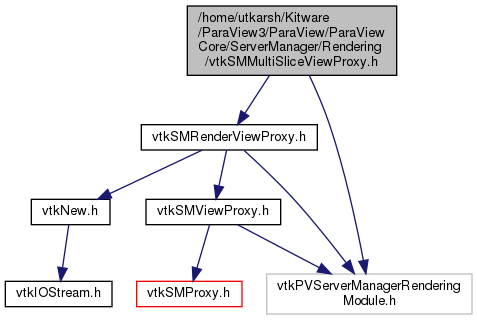 /home/utkarsh/Kitware
/ParaView3/ParaView/ParaView
Core/ServerManager/Rendering
/vtkSMMultiSliceViewProxy.h
vtkSMRenderViewProxy.h
vtkNew.h
vtkSMViewProxy.h
vtkIOStream.h
vtkSMProxy.h
vtkPVServerManagerRendering
Module.h